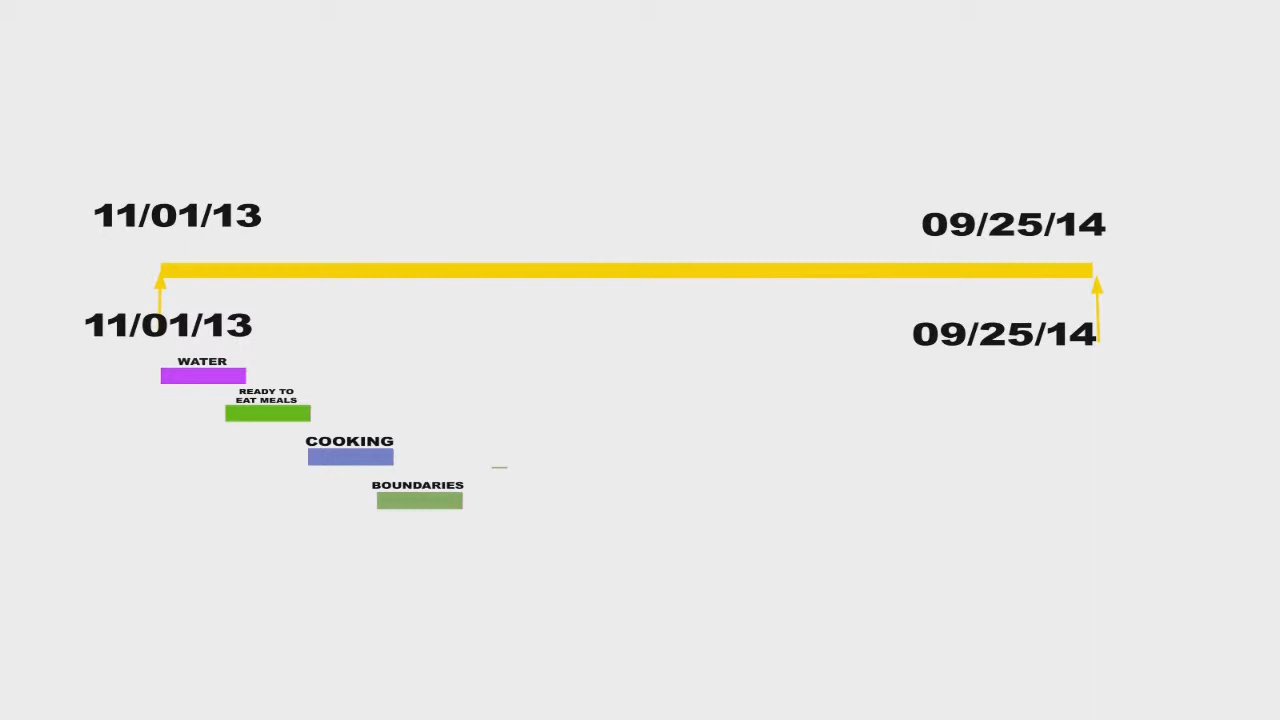 11/01/13
09/25/14
11/01/13
09/25/14
WATER
READY TO
EAT MEALS
COOKING
BOUNDARIES